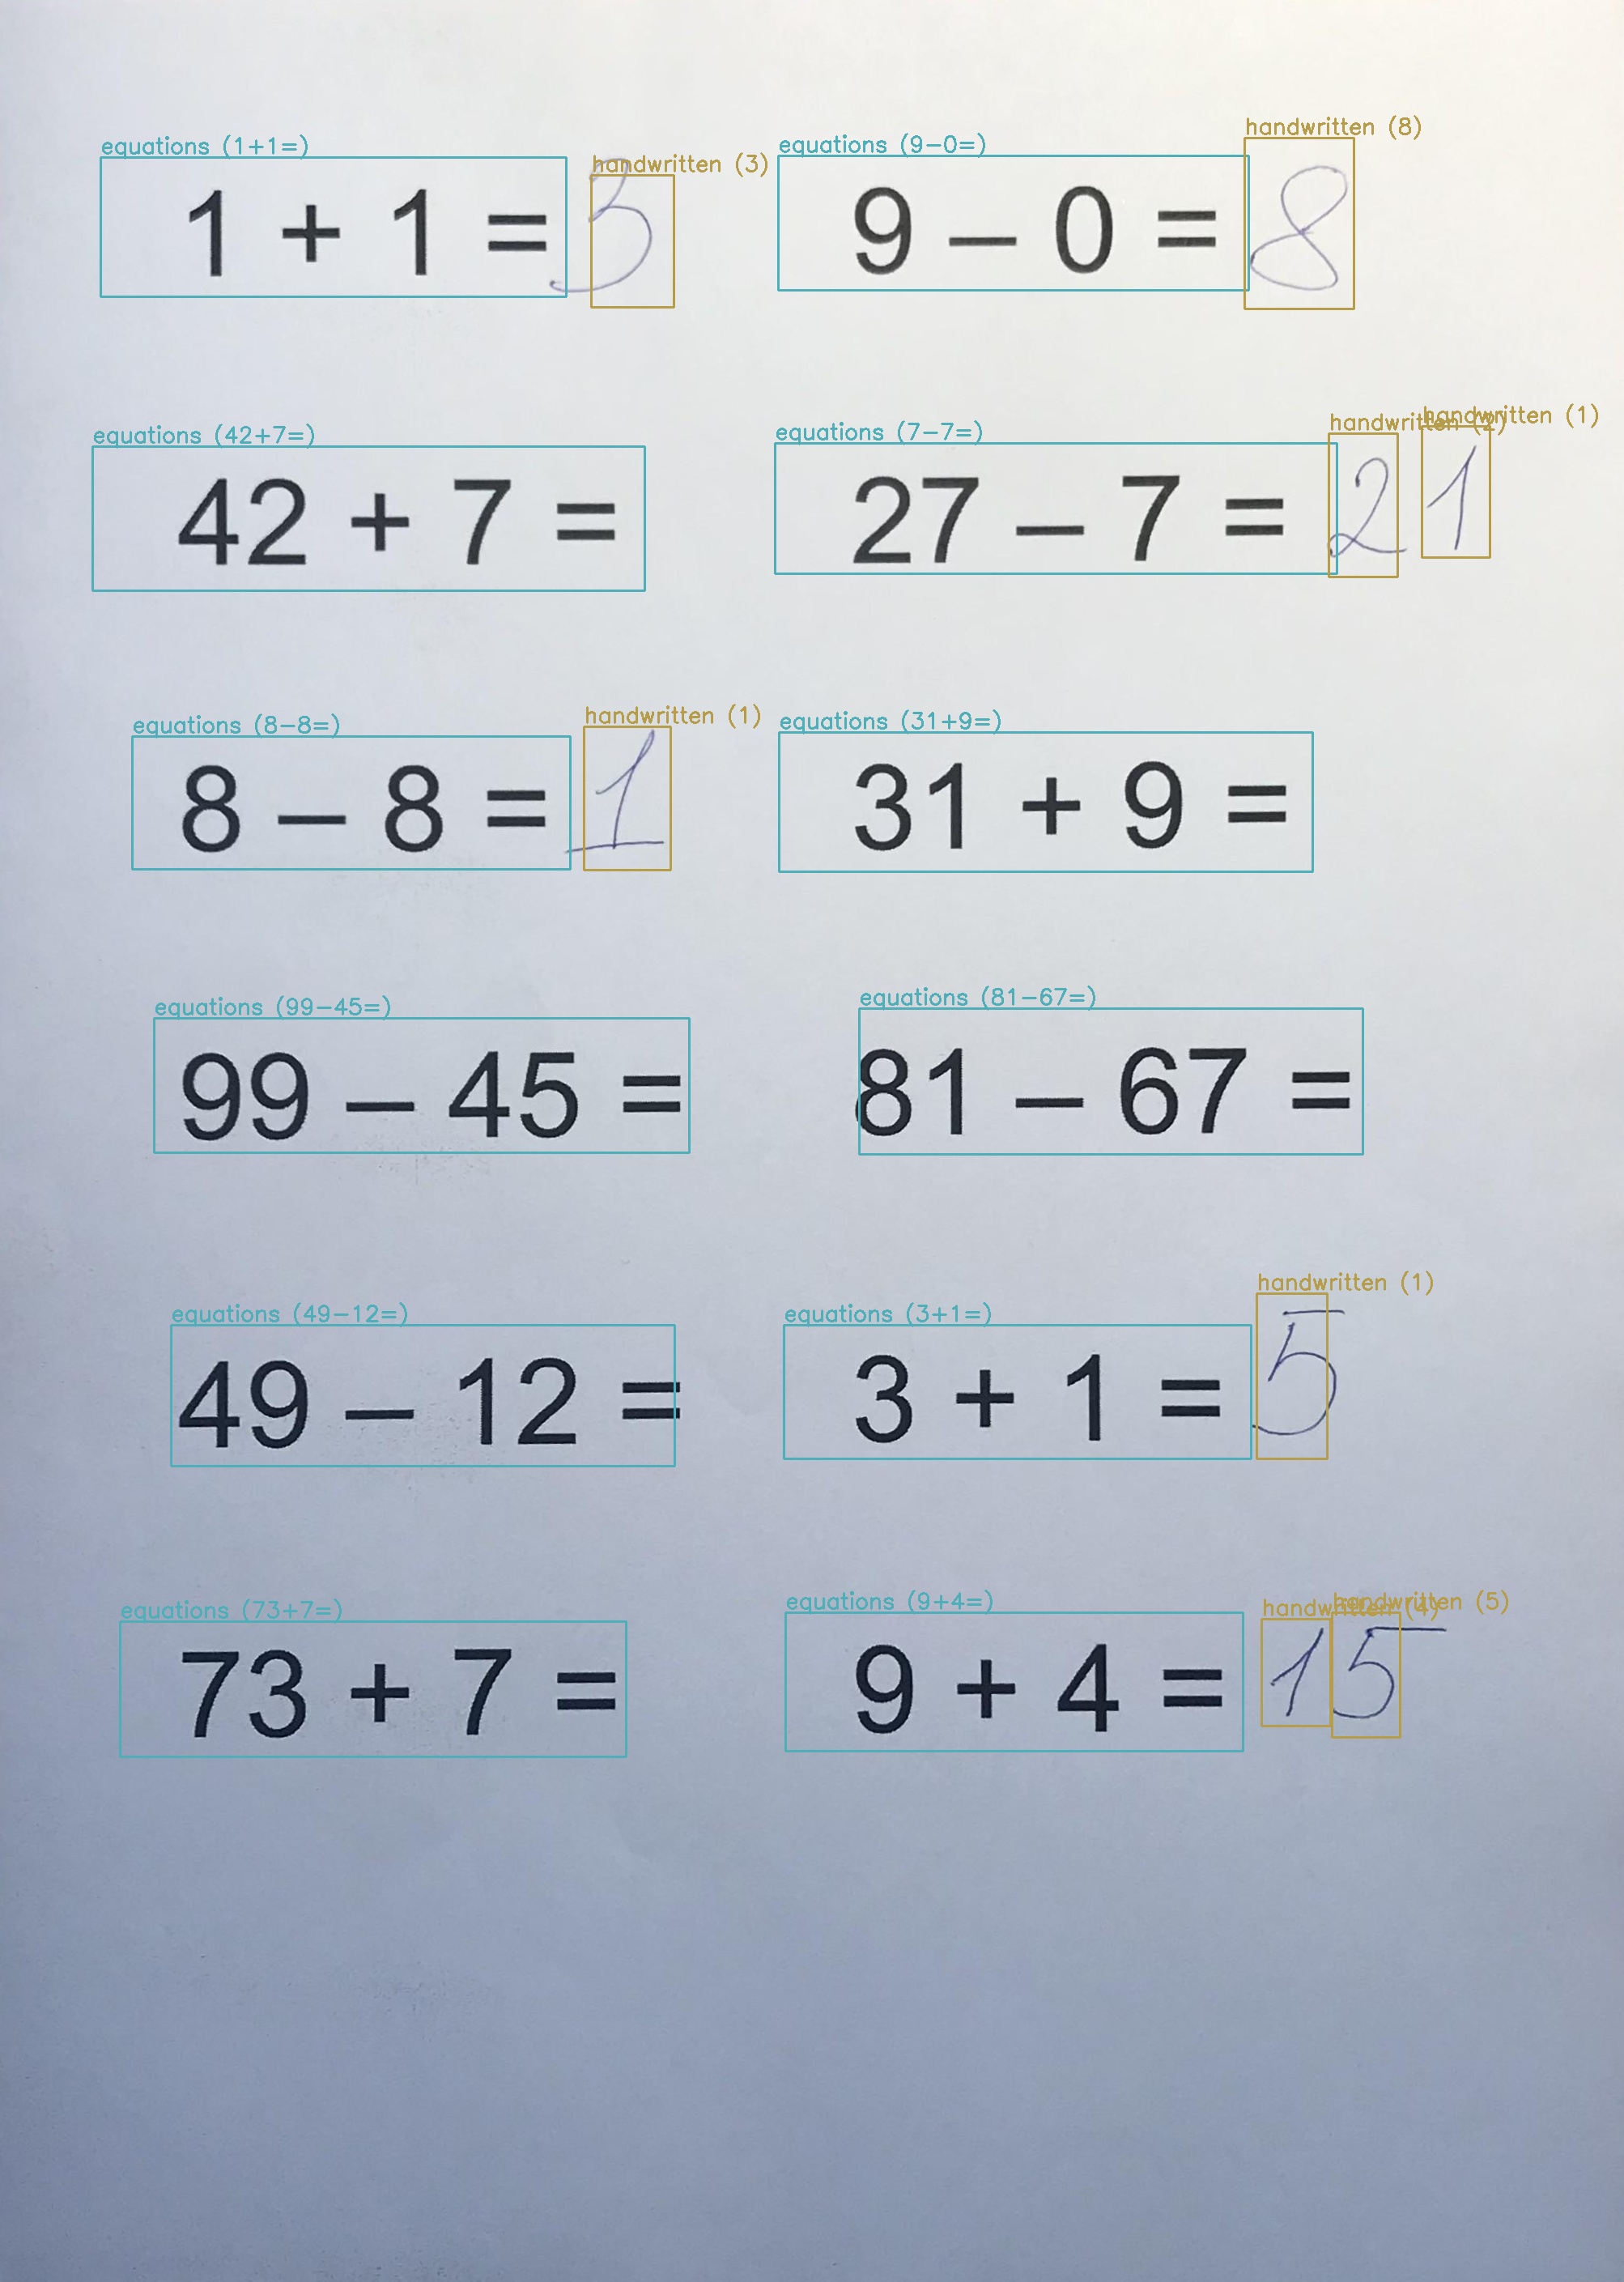 equations (1+1=) handwritten (3) equations (9-0=) handwritten (8)
1 + 1 = 3 9 – 0 = 8
equations (42+7=) equations (7-7=) handwritten (2) handwritten (1)
42 + 7 = 27 – 7 = 21
equations (8-8=) handwritten (1) equations (31+9=)
8 – 8 = 1 31 + 9 =
equations (99-45=) equations (81-67=)
99 – 45 = 81 – 67 =
equations (49-12=) equations (3+1=) handwritten (1)
49 – 12 = 3 + 1 = 5
equations (73+7=) equations (9+4=) handwritten (4) handwritten (5)
73 + 7 = 9 + 4 = 15